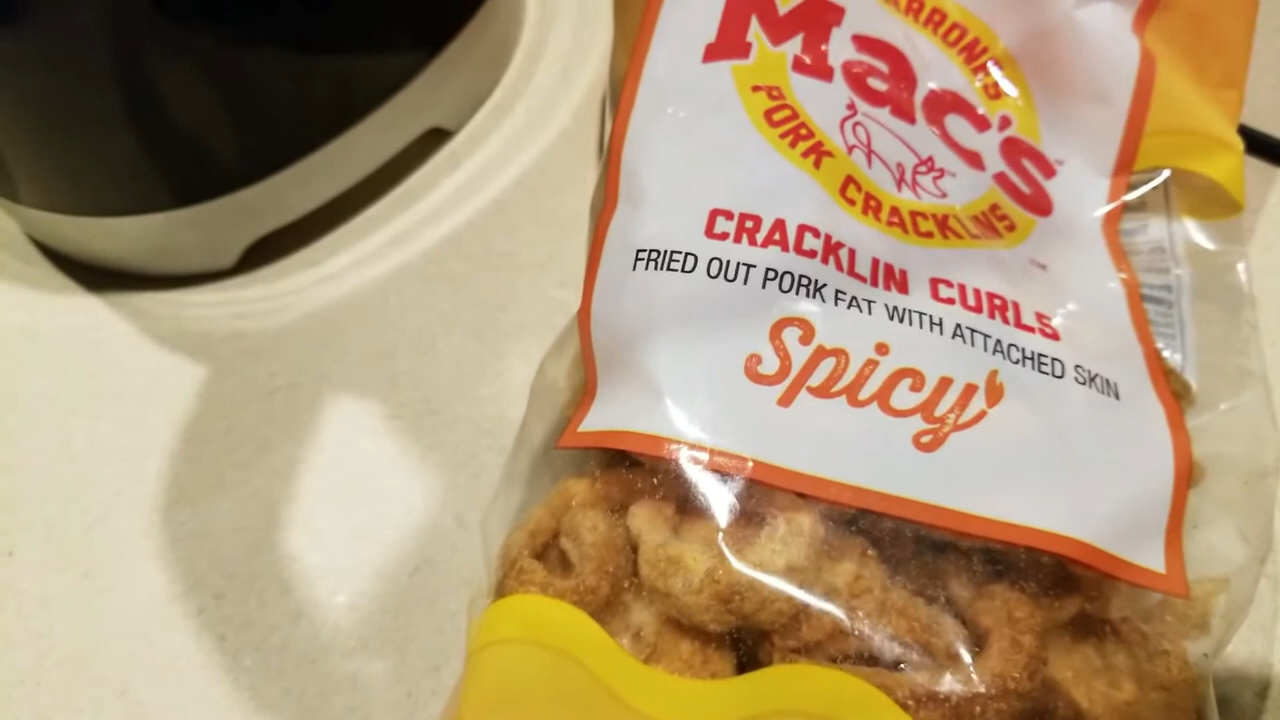 Mac's
PORK CRACKLINS
CRACKLIN CURLS
FRIED OUT PORK FAT WITH ATTACHED SKIN
Spicy